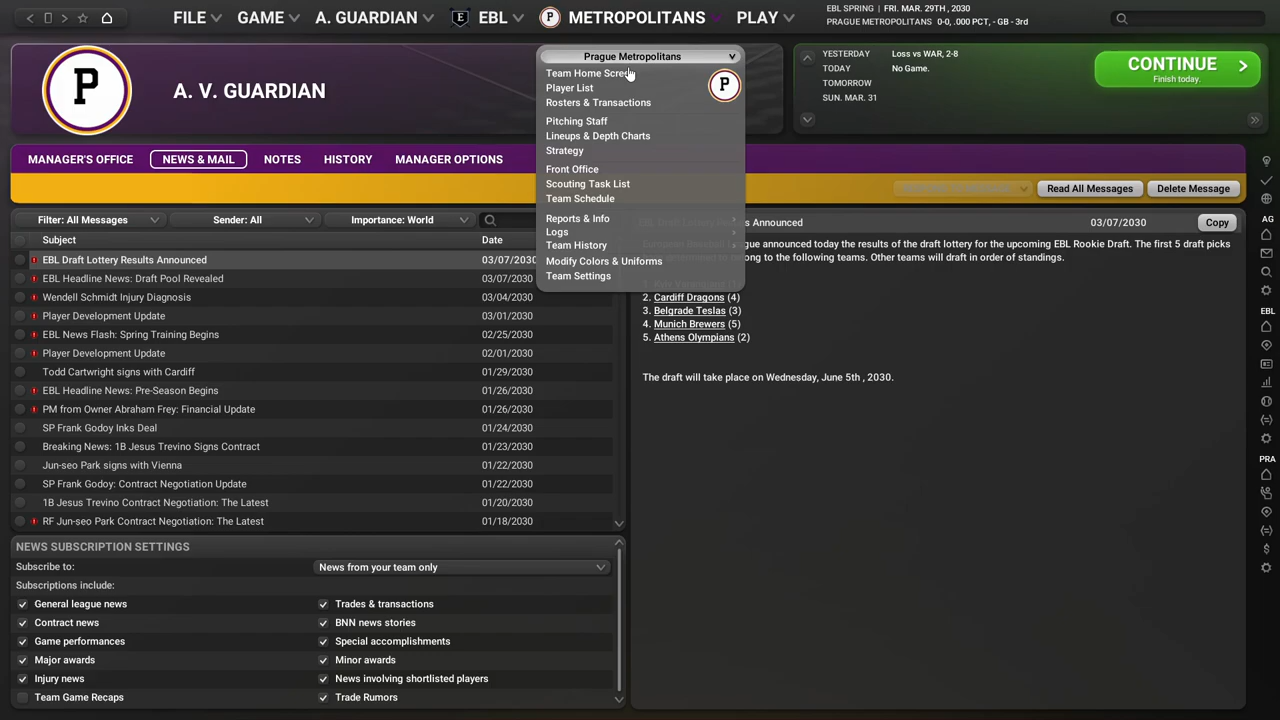 FILE GAME A. GUARDIAN EBL METROPOLITANS PLAY
EBL SPRING | FRI. MAR. 29TH , 2030
PRAGUE METROPOLITANS 0-0, .000 PCT, - GB - 3rd
P
A. V. GUARDIAN
Prague Metropolitans
Team Home Screen
Player List
Rosters & Transactions
Pitching Staff
Lineups & Depth Charts
Strategy
Front Office
Scouting Task List
Team Schedule
Reports & Info
Logs
Team History
Modify Colors & Uniforms
Team Settings
P
YESTERDAY Loss vs WAR, 2-8
TODAY No Game.
TOMORROW
SUN. MAR. 31
CONTINUE
Finish today.
MANAGER'S OFFICE NEWS & MAIL NOTES HISTORY MANAGER OPTIONS
Read All Messages Delete Message
Filter: All Messages Sender: All Importance: World
Subject Date
EBL Draft Lottery Results Announced 03/07/2030
EBL Headline News: Draft Pool Revealed 03/07/2030
Wendell Schmidt Injury Diagnosis 03/04/2030
Player Development Update 03/01/2030
EBL News Flash: Spring Training Begins 02/25/2030
Player Development Update 02/01/2030
Todd Cartwright signs with Cardiff 01/29/2030
EBL Headline News: Pre-Season Begins 01/26/2030
PM from Owner Abraham Frey: Financial Update 01/26/2030
SP Frank Godoy Inks Deal 01/24/2030
Breaking News: 1B Jesus Trevino Signs Contract 01/23/2030
Jun-seo Park signs with Vienna 01/22/2030
SP Frank Godoy: Contract Negotiation Update 01/22/2030
1B Jesus Trevino Contract Negotiation: The Latest 01/20/2030
RF Jun-seo Park Contract Negotiation: The Latest 01/18/2030
Announced 03/07/2030 Copy
League announced today the results of the draft lottery for the upcoming EBL Rookie Draft. The first 5 draft picks
to belong to the following teams. Other teams will draft in order of standings.
2. Cardiff Dragons (4)
3. Belgrade Teslas (3)
4. Munich Brewers (5)
5. Athens Olympians (2)
The draft will take place on Wednesday, June 5th , 2030.
NEWS SUBSCRIPTION SETTINGS
Subscribe to: News from your team only
Subscriptions include:
General league news Trades & transactions
Contract news BNN news stories
Game performances Special accomplishments
Major awards Minor awards
Injury news News involving shortlisted players
Team Game Recaps Trade Rumors
AG
EBL
PRA